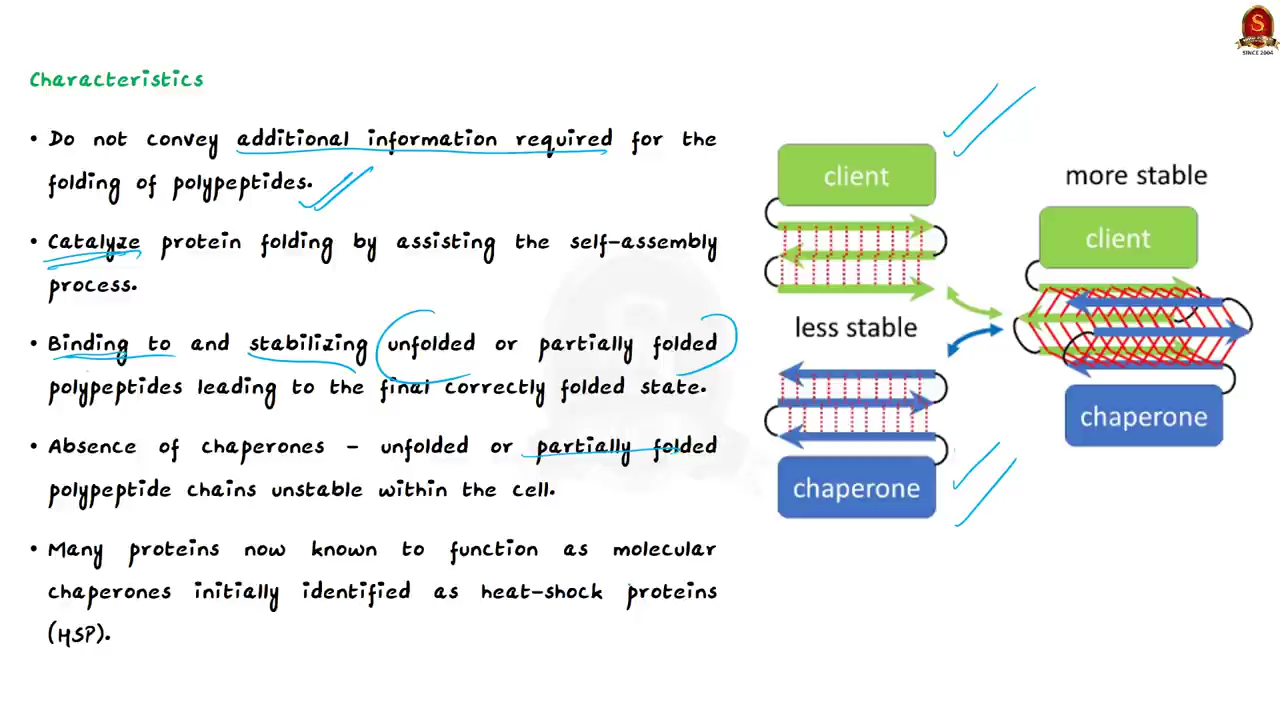 Characteristics
• Do not convey additional information required for the
folding of polypeptides.
• Catalyze protein folding by assisting the self-assembly
process.
• Binding to and stabilizing unfolded or partially folded
polypeptides leading to the final correctly folded state.
• Absence of chaperones – unfolded or partially folded
polypeptide chains unstable within the cell.
• Many proteins now known to function as molecular
chaperones initially identified as heat-shock proteins
(HSP).
client
less stable
chaperone
more stable
client
chaperone
S
SINCE 2004